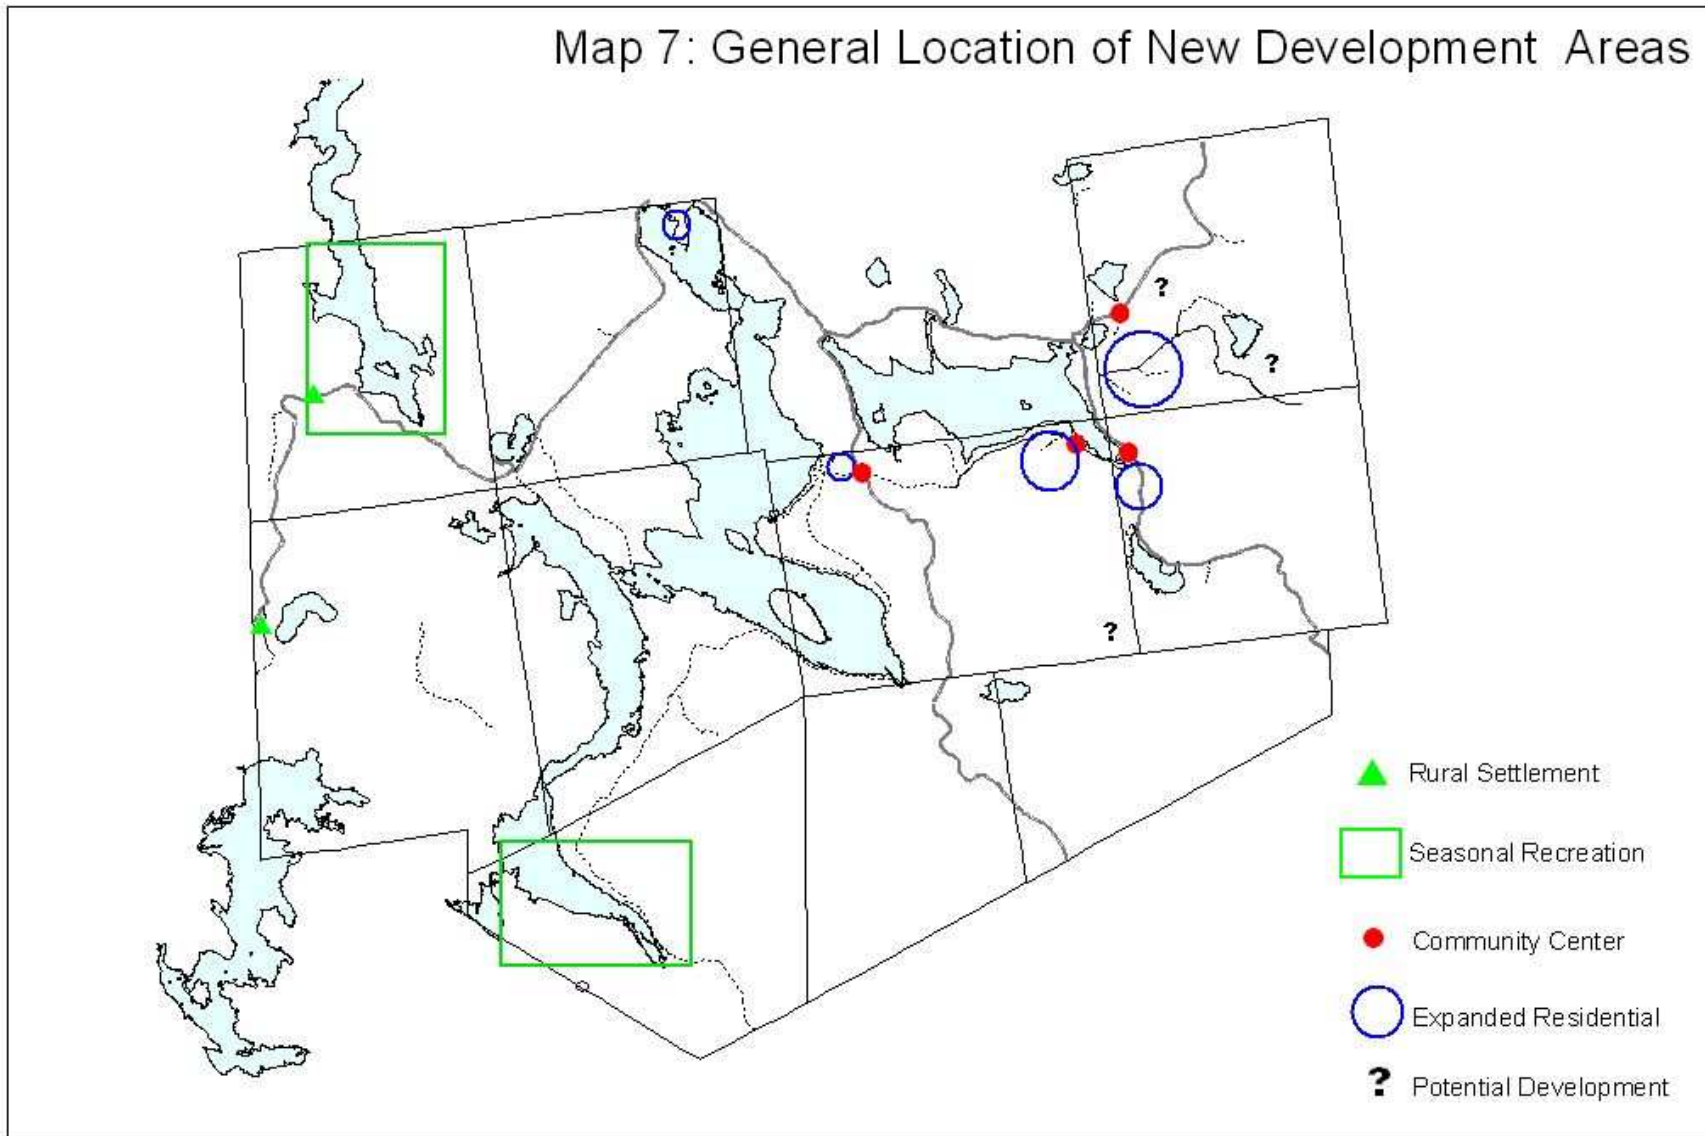 Map 7: General Location of New Development Areas
?
?
?
Rural Settlement
Seasonal Recreation
Community Center
Expanded Residential
? Potential Development